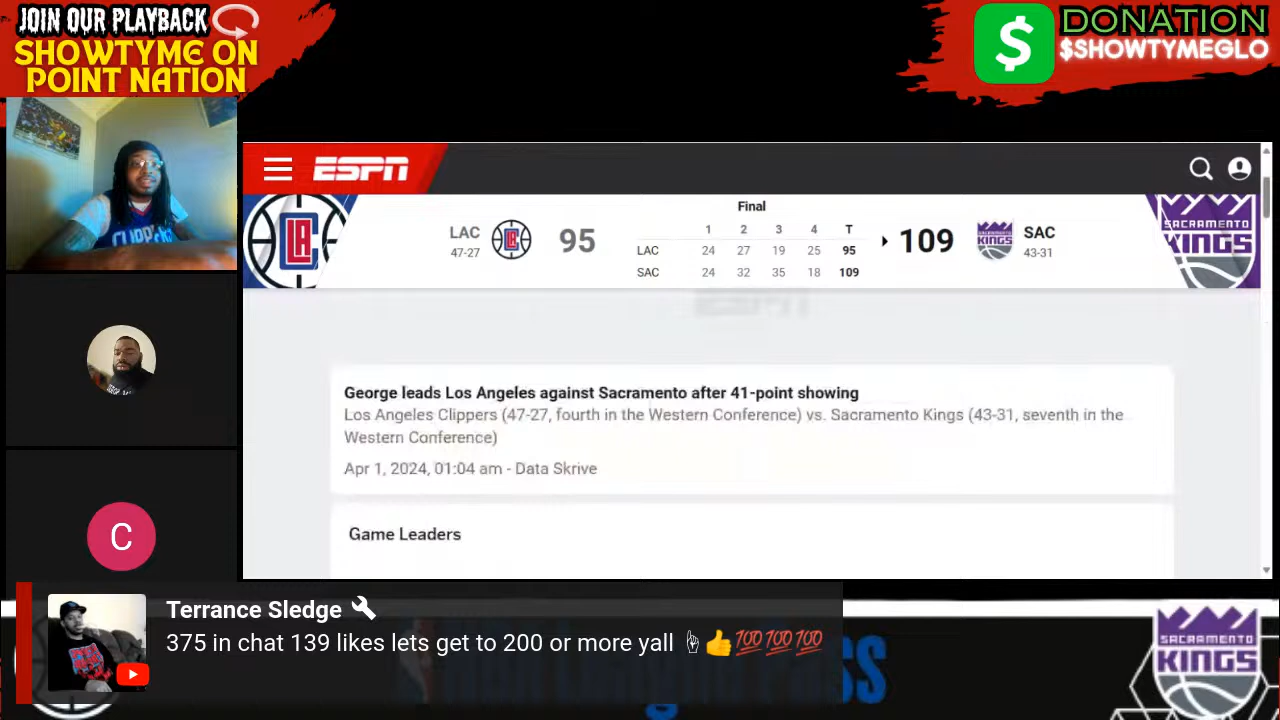 JOIN OUR PLAYBACK
SHOWTYME ON
POINT NATION
DONATION
$SHOWTYMEGLO
CLIPPERS
ESPN
Final
LAC
47-27
95
1 2 3 4 T
LAC 24 27 19 25 95
SAC 24 32 35 18 109
109
SAC
43-31
SACRAMENTO
KINGS
George leads Los Angeles against Sacramento after 41-point showing
Los Angeles Clippers (47-27, fourth in the Western Conference) vs. Sacramento Kings (43-31, seventh in the
Western Conference)
Apr 1, 2024, 01:04 am - Data Skrive
Game Leaders
C
Terrance Sledge
375 in chat 139 likes lets get to 200 or more yall ☝👍💯💯💯
SACRAMENTO
KINGS